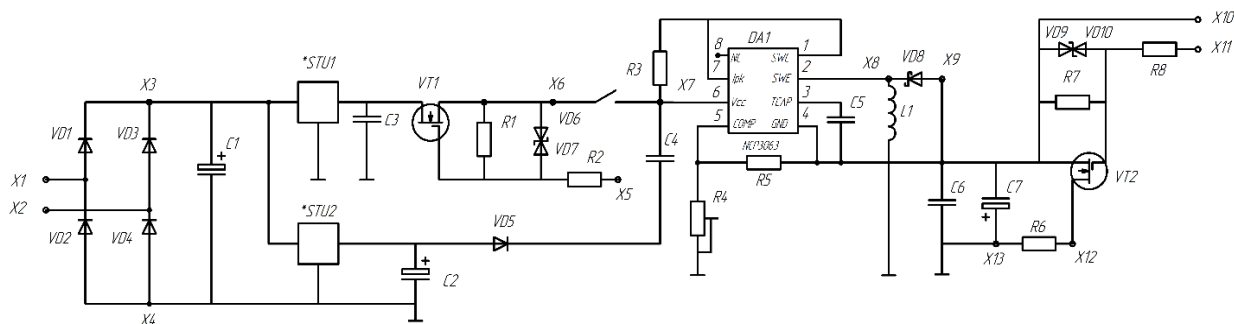 X10
DA1
VD9 VD10
X11
*STU1
8 NL SWC 1
R3
X8 VD8 X9
R8
X3
VT1
X6
X7
7 Ipk SWE 2
R7
6 Vcc TCAP 3
C5
L1
VD1 VD3
C1
+
C3
R1
VD6
VD7
C4
5 COMP GND 4
NCP3063
R2
R5
X1
X5
VT2
X2
*STU2
R4
C6
C7
VD2 VD4
VD5
+
R6
+
C2
X13
X12
X4